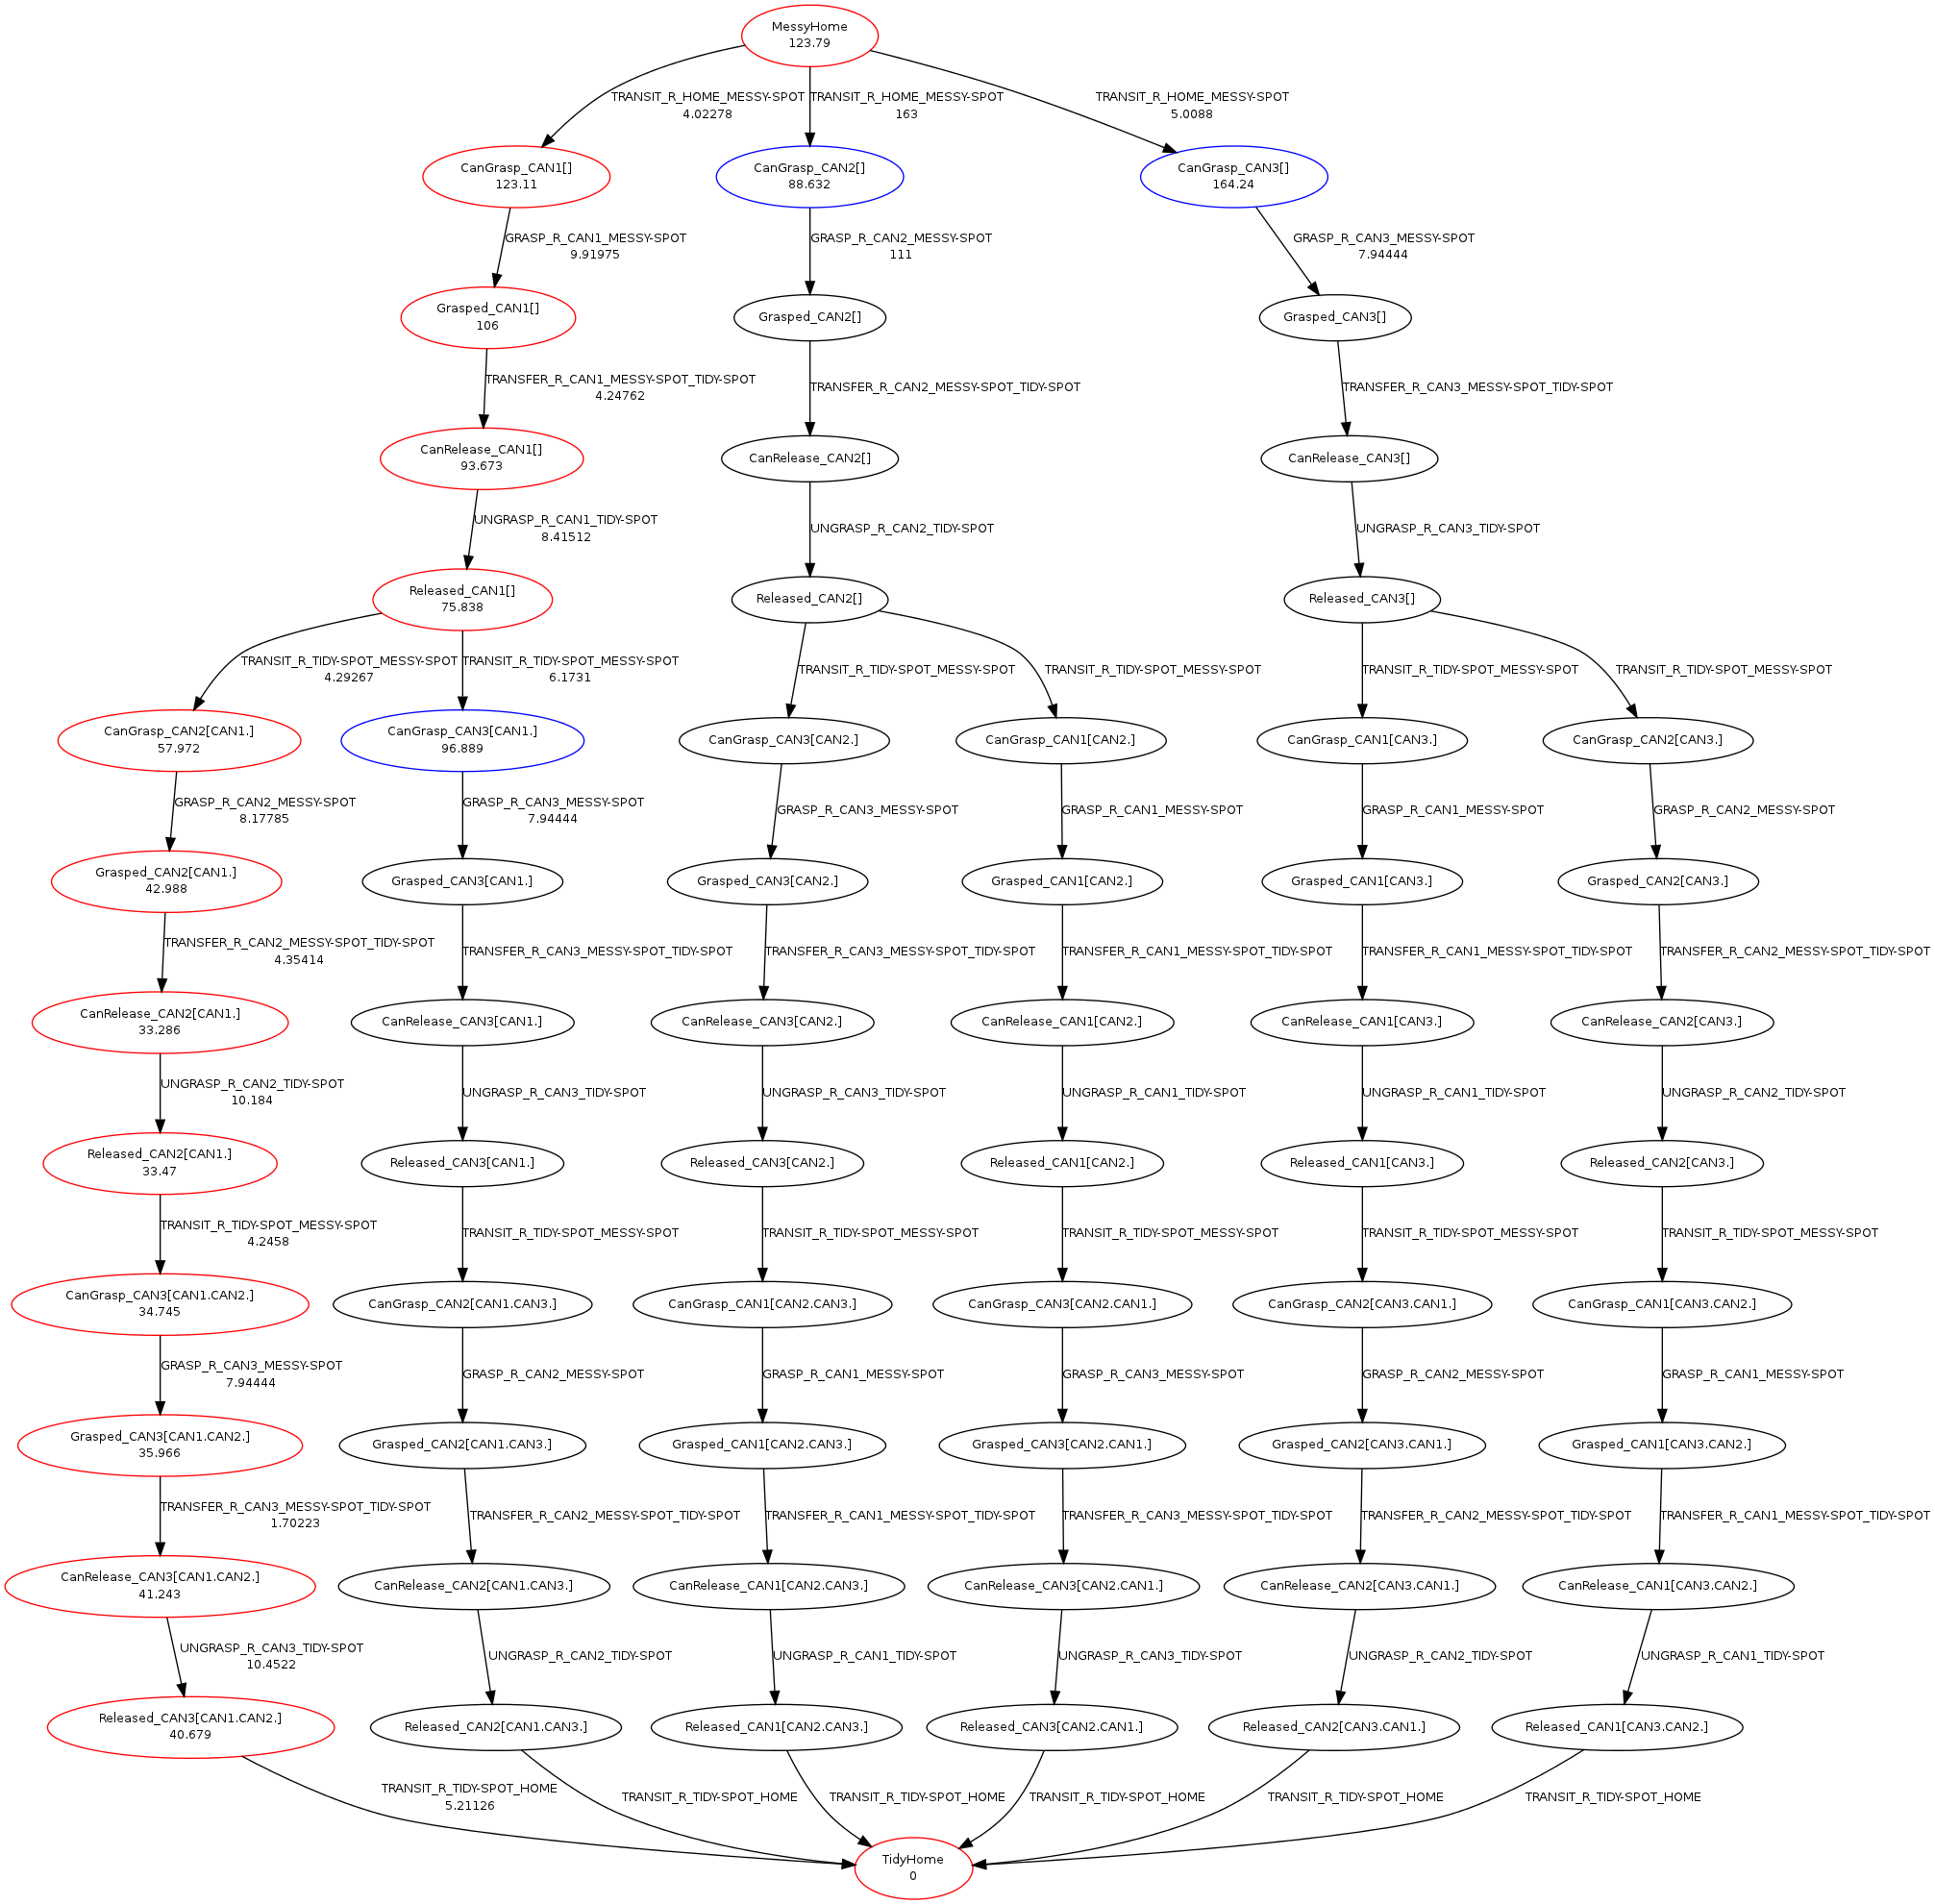 MessyHome
123.79
TRANSIT_R_HOME_MESSY-SPOT
4.02278
TRANSIT_R_HOME_MESSY-SPOT
163
TRANSIT_R_HOME_MESSY-SPOT
5.0088
CanGrasp_CAN1[]
123.11
CanGrasp_CAN2[]
88.632
CanGrasp_CAN3[]
164.24
GRASP_R_CAN1_MESSY-SPOT
9.91975
GRASP_R_CAN2_MESSY-SPOT
111
GRASP_R_CAN3_MESSY-SPOT
7.94444
Grasped_CAN1[]
106
Grasped_CAN2[]
Grasped_CAN3[]
TRANSFER_R_CAN1_MESSY-SPOT_TIDY-SPOT
4.24762
TRANSFER_R_CAN2_MESSY-SPOT_TIDY-SPOT
TRANSFER_R_CAN3_MESSY-SPOT_TIDY-SPOT
CanRelease_CAN1[]
93.673
CanRelease_CAN2[]
CanRelease_CAN3[]
UNGRASP_R_CAN1_TIDY-SPOT
8.41512
UNGRASP_R_CAN2_TIDY-SPOT
UNGRASP_R_CAN3_TIDY-SPOT
Released_CAN1[]
75.838
Released_CAN2[]
Released_CAN3[]
TRANSIT_R_TIDY-SPOT_MESSY-SPOT
4.29267
TRANSIT_R_TIDY-SPOT_MESSY-SPOT
6.1731
TRANSIT_R_TIDY-SPOT_MESSY-SPOT
TRANSIT_R_TIDY-SPOT_MESSY-SPOT
TRANSIT_R_TIDY-SPOT_MESSY-SPOT
TRANSIT_R_TIDY-SPOT_MESSY-SPOT
CanGrasp_CAN2[CAN1.]
57.972
CanGrasp_CAN3[CAN1.]
96.889
CanGrasp_CAN3[CAN2.]
CanGrasp_CAN1[CAN2.]
CanGrasp_CAN1[CAN3.]
CanGrasp_CAN2[CAN3.]
GRASP_R_CAN2_MESSY-SPOT
8.17785
GRASP_R_CAN3_MESSY-SPOT
7.94444
GRASP_R_CAN3_MESSY-SPOT
GRASP_R_CAN1_MESSY-SPOT
GRASP_R_CAN1_MESSY-SPOT
GRASP_R_CAN2_MESSY-SPOT
Grasped_CAN2[CAN1.]
42.988
Grasped_CAN3[CAN1.]
Grasped_CAN3[CAN2.]
Grasped_CAN1[CAN2.]
Grasped_CAN1[CAN3.]
Grasped_CAN2[CAN3.]
TRANSFER_R_CAN2_MESSY-SPOT_TIDY-SPOT
4.35414
TRANSFER_R_CAN3_MESSY-SPOT_TIDY-SPOT
TRANSFER_R_CAN3_MESSY-SPOT_TIDY-SPOT
TRANSFER_R_CAN1_MESSY-SPOT_TIDY-SPOT
TRANSFER_R_CAN1_MESSY-SPOT_TIDY-SPOT
TRANSFER_R_CAN2_MESSY-SPOT_TIDY-SPOT
CanRelease_CAN2[CAN1.]
33.286
CanRelease_CAN3[CAN1.]
CanRelease_CAN3[CAN2.]
CanRelease_CAN1[CAN2.]
CanRelease_CAN1[CAN3.]
CanRelease_CAN2[CAN3.]
UNGRASP_R_CAN2_TIDY-SPOT
10.184
UNGRASP_R_CAN3_TIDY-SPOT
UNGRASP_R_CAN3_TIDY-SPOT
UNGRASP_R_CAN1_TIDY-SPOT
UNGRASP_R_CAN1_TIDY-SPOT
UNGRASP_R_CAN2_TIDY-SPOT
Released_CAN2[CAN1.]
33.47
Released_CAN3[CAN1.]
Released_CAN3[CAN2.]
Released_CAN1[CAN2.]
Released_CAN1[CAN3.]
Released_CAN2[CAN3.]
TRANSIT_R_TIDY-SPOT_MESSY-SPOT
4.2458
TRANSIT_R_TIDY-SPOT_MESSY-SPOT
TRANSIT_R_TIDY-SPOT_MESSY-SPOT
TRANSIT_R_TIDY-SPOT_MESSY-SPOT
TRANSIT_R_TIDY-SPOT_MESSY-SPOT
TRANSIT_R_TIDY-SPOT_MESSY-SPOT
CanGrasp_CAN3[CAN1.CAN2.]
34.745
CanGrasp_CAN2[CAN1.CAN3.]
CanGrasp_CAN1[CAN2.CAN3.]
CanGrasp_CAN3[CAN2.CAN1.]
CanGrasp_CAN2[CAN3.CAN1.]
CanGrasp_CAN1[CAN3.CAN2.]
GRASP_R_CAN3_MESSY-SPOT
7.94444
GRASP_R_CAN2_MESSY-SPOT
GRASP_R_CAN1_MESSY-SPOT
GRASP_R_CAN3_MESSY-SPOT
GRASP_R_CAN2_MESSY-SPOT
GRASP_R_CAN1_MESSY-SPOT
Grasped_CAN3[CAN1.CAN2.]
35.966
Grasped_CAN2[CAN1.CAN3.]
Grasped_CAN1[CAN2.CAN3.]
Grasped_CAN3[CAN2.CAN1.]
Grasped_CAN2[CAN3.CAN1.]
Grasped_CAN1[CAN3.CAN2.]
TRANSFER_R_CAN3_MESSY-SPOT_TIDY-SPOT
1.70223
TRANSFER_R_CAN2_MESSY-SPOT_TIDY-SPOT
TRANSFER_R_CAN1_MESSY-SPOT_TIDY-SPOT
TRANSFER_R_CAN3_MESSY-SPOT_TIDY-SPOT
TRANSFER_R_CAN2_MESSY-SPOT_TIDY-SPOT
TRANSFER_R_CAN1_MESSY-SPOT_TIDY-SPOT
CanRelease_CAN3[CAN1.CAN2.]
41.243
CanRelease_CAN2[CAN1.CAN3.]
CanRelease_CAN1[CAN2.CAN3.]
CanRelease_CAN3[CAN2.CAN1.]
CanRelease_CAN2[CAN3.CAN1.]
CanRelease_CAN1[CAN3.CAN2.]
UNGRASP_R_CAN3_TIDY-SPOT
10.4522
UNGRASP_R_CAN2_TIDY-SPOT
UNGRASP_R_CAN1_TIDY-SPOT
UNGRASP_R_CAN3_TIDY-SPOT
UNGRASP_R_CAN2_TIDY-SPOT
UNGRASP_R_CAN1_TIDY-SPOT
Released_CAN3[CAN1.CAN2.]
40.679
Released_CAN2[CAN1.CAN3.]
Released_CAN1[CAN2.CAN3.]
Released_CAN3[CAN2.CAN1.]
Released_CAN2[CAN3.CAN1.]
Released_CAN1[CAN3.CAN2.]
TRANSIT_R_TIDY-SPOT_HOME
5.21126
TRANSIT_R_TIDY-SPOT_HOME
TRANSIT_R_TIDY-SPOT_HOME
TRANSIT_R_TIDY-SPOT_HOME
TRANSIT_R_TIDY-SPOT_HOME
TRANSIT_R_TIDY-SPOT_HOME
TidyHome
0